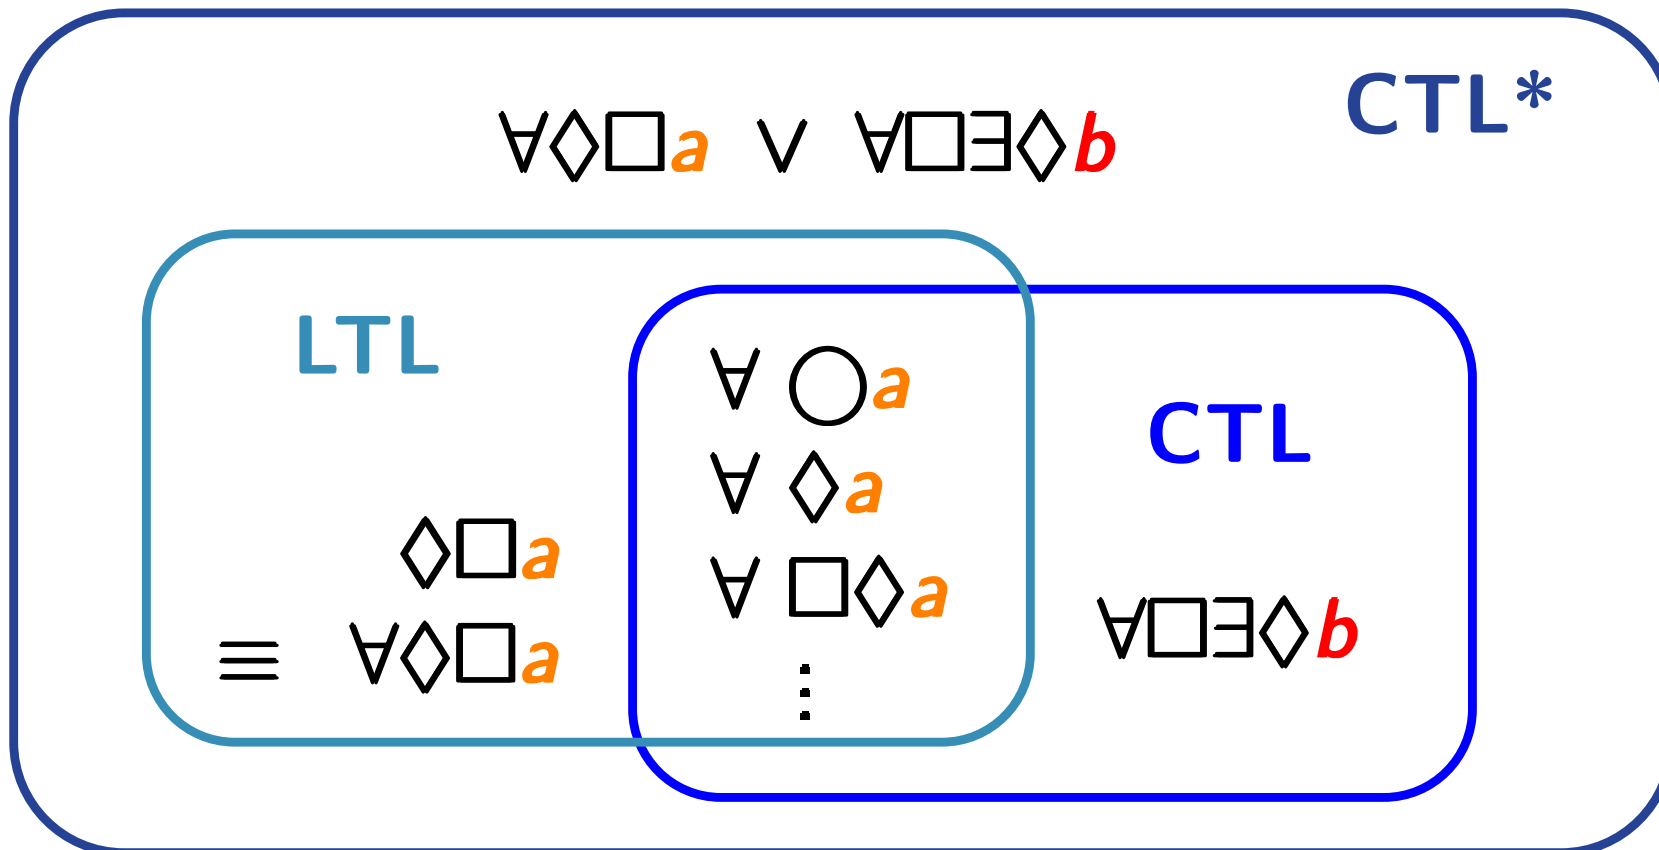 CTL*
∀◇□a ∨ ∀□∃◇b
LTL
∀ ○a
CTL
∀ ◇a
◇□a
∀ □◇a
≡ ∀◇□a
∀□∃◇b
⋮